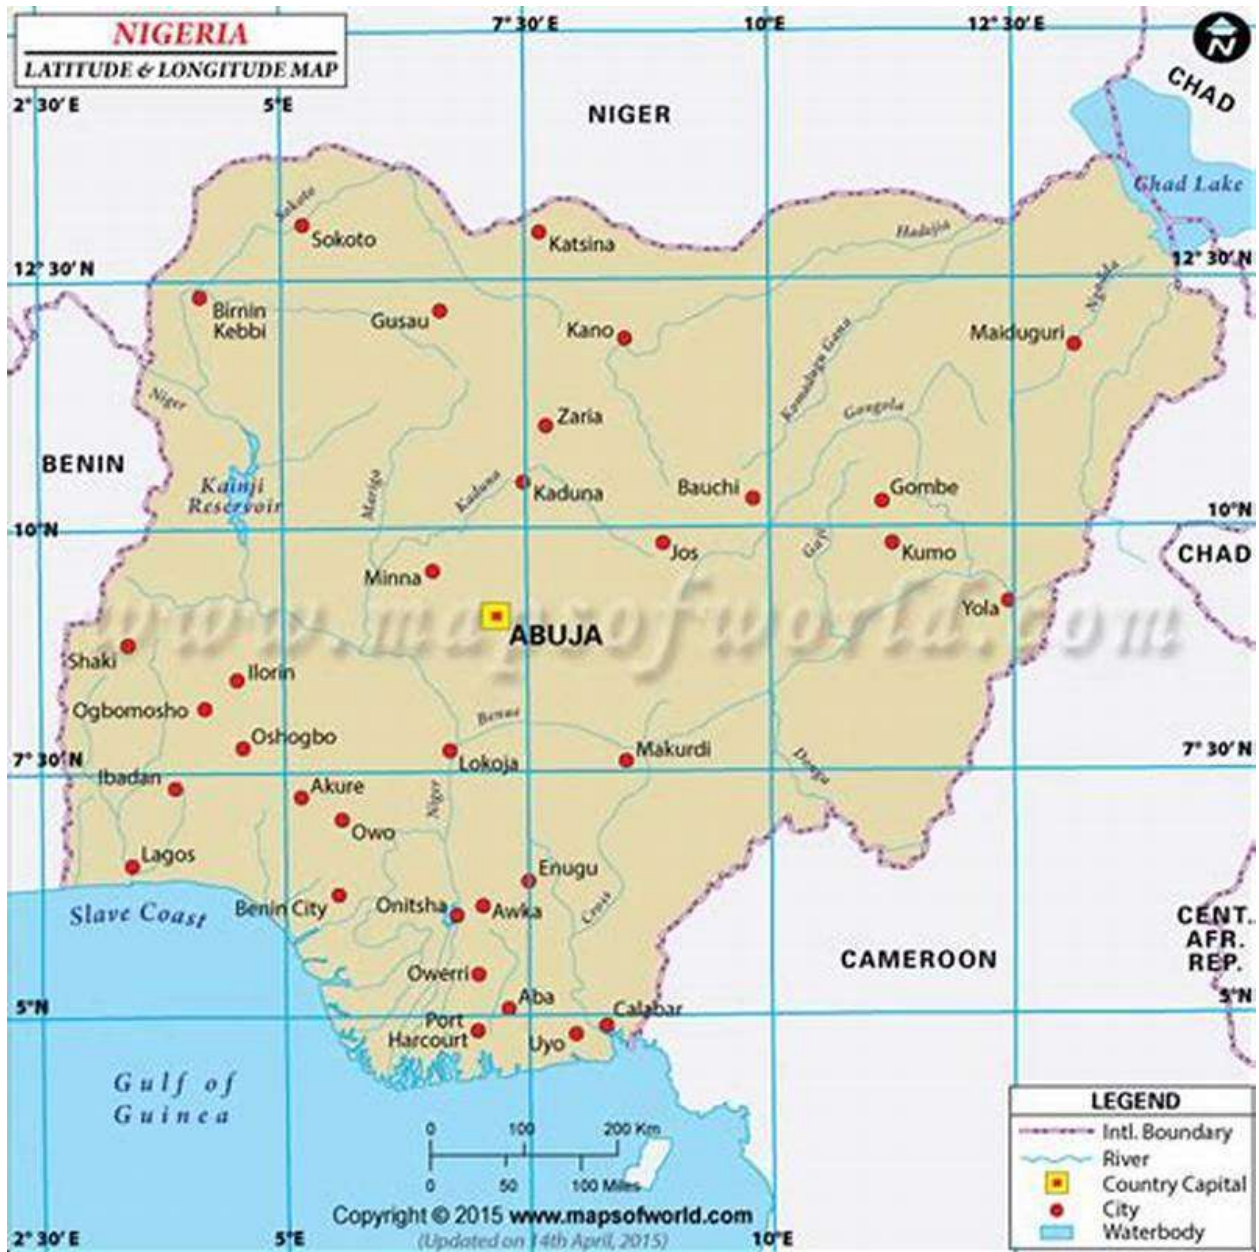 NIGERIA
LATITUDE & LONGITUDE MAP
7° 30' E
10°E
12° 30' E
N
2° 30' E
5°E
NIGER
CHAD
Chad Lake
Sokoto
Sokoto
Katsina
Hadejia
12° 30' N
12° 30' N
Ngadda
Birnin
Kebbi
Gusau
Kano
Maiduguri
Komadugu Gana
Niger
Zaria
Gongola
BENIN
Kainji
Reservoir
Mariga
Kaduna
Kaduna
Bauchi
Gombe
10°N
10°N
Gaji
Jos
Kumo
CHAD
Minna
Yola
www.mapsofworld.com
ABUJA
Shaki
Ilorin
Ogbomosho
Benue
Oshogbo
Lokoja
Makurdi
7° 30' N
7° 30' N
Donga
Ibadan
Akure
Niger
Owo
Lagos
Enugu
Slave Coast
Benin City
Onitsha
Awka
Cross
CENT.
AFR.
REP.
CAMEROON
Owerri
Aba
5°N
5°N
Calabar
Port
Harcourt
Uyo
Gulf of
Guinea
0 100 200 Km
0 50 100 Miles
LEGEND
Intl. Boundary
River
Country Capital
City
Waterbody
Copyright © 2015 www.mapsofworld.com
(Updated on 14th April, 2015)
2° 30' E
5°E
10°E